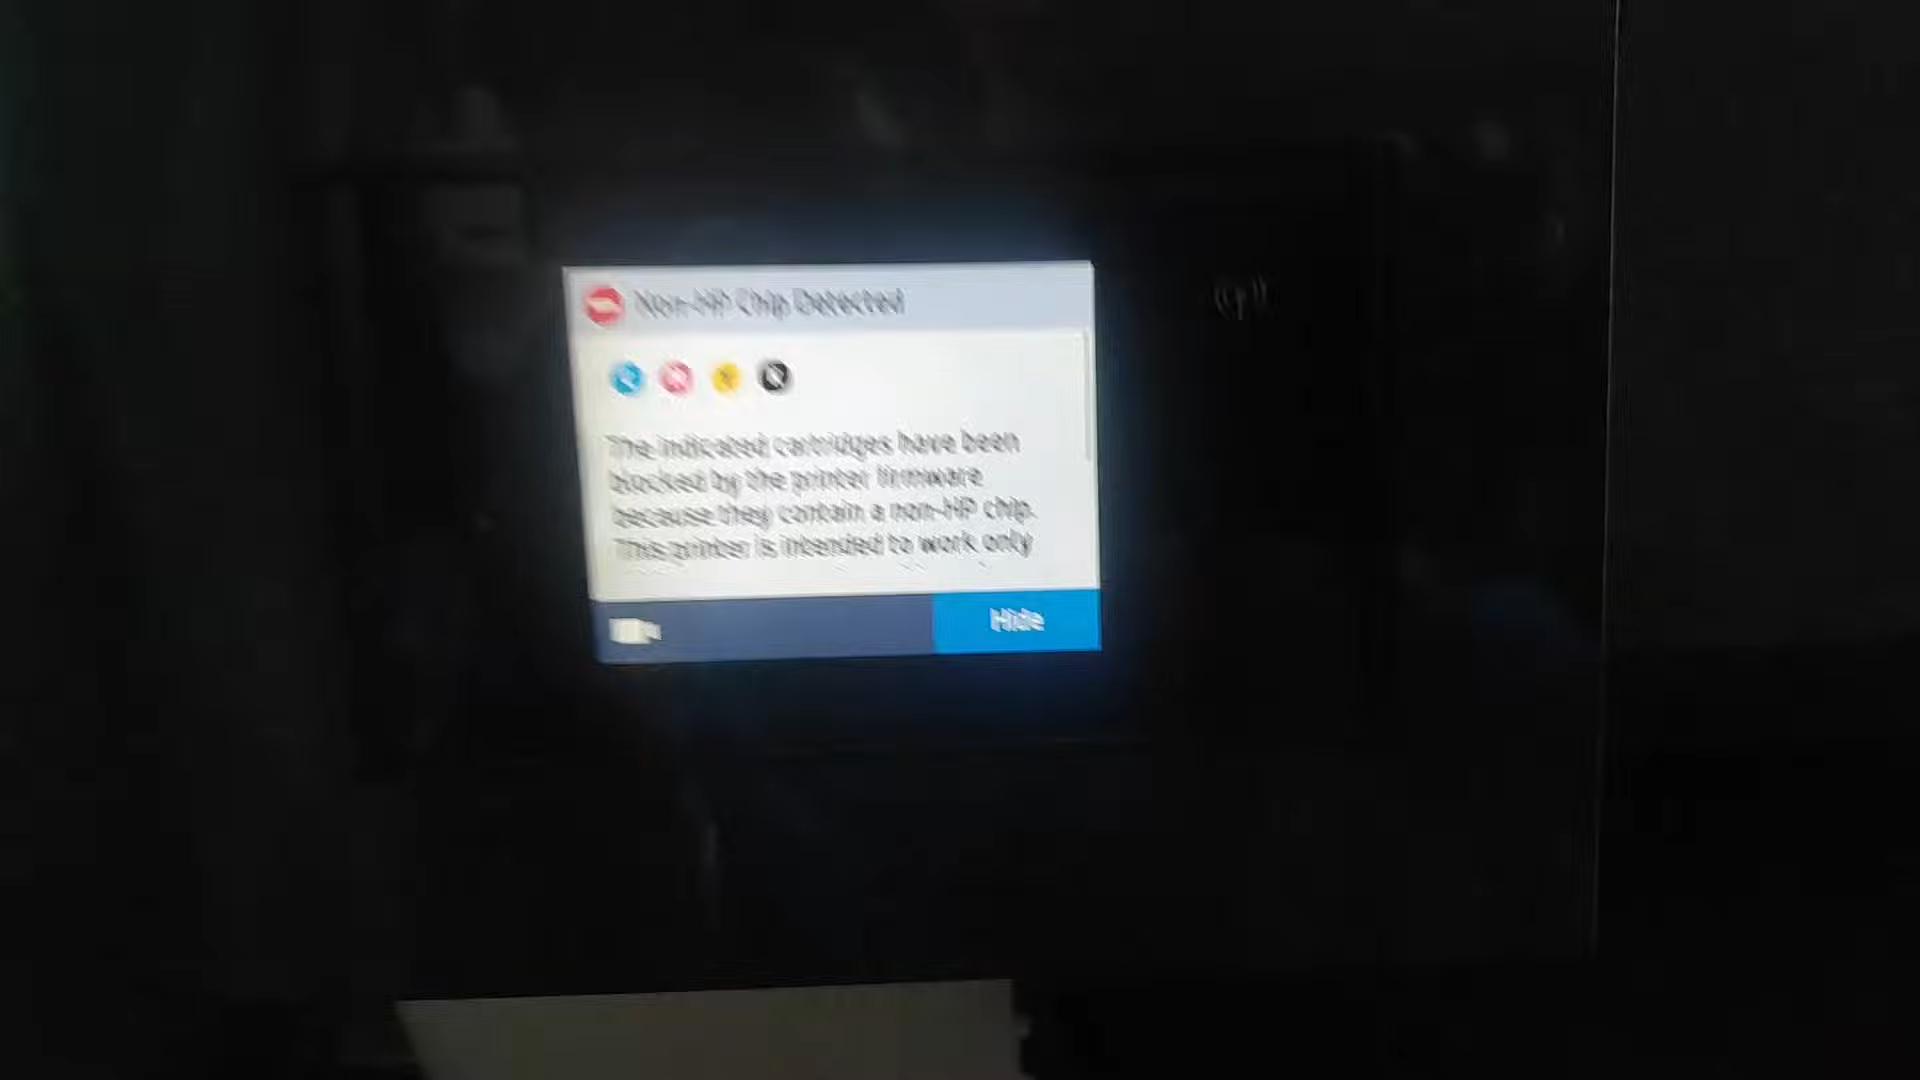 Non-HP Chip Detected
The indicated cartridges have been
blocked by the printer firmware
because they contain a non-HP chip.
This printer is intended to work only
Hide